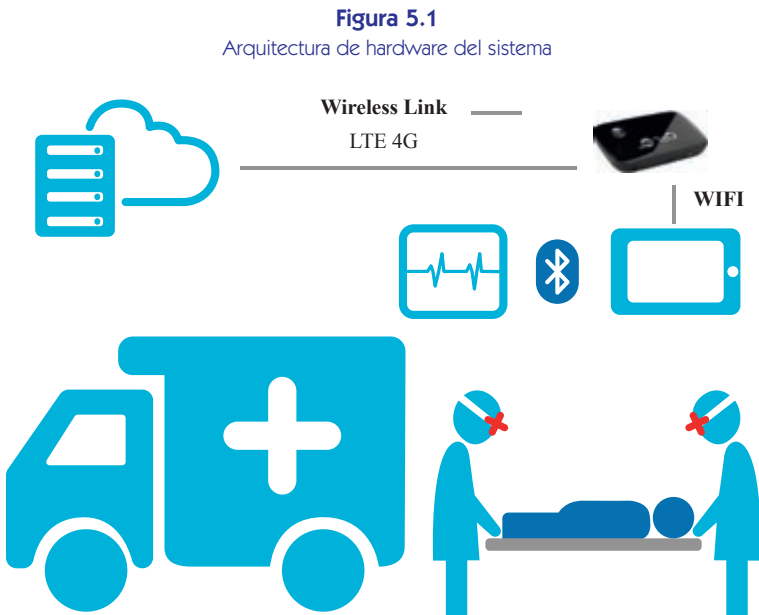 Figura 5.1
Arquitectura de hardware del sistema
Wireless Link
LTE 4G
WIFI